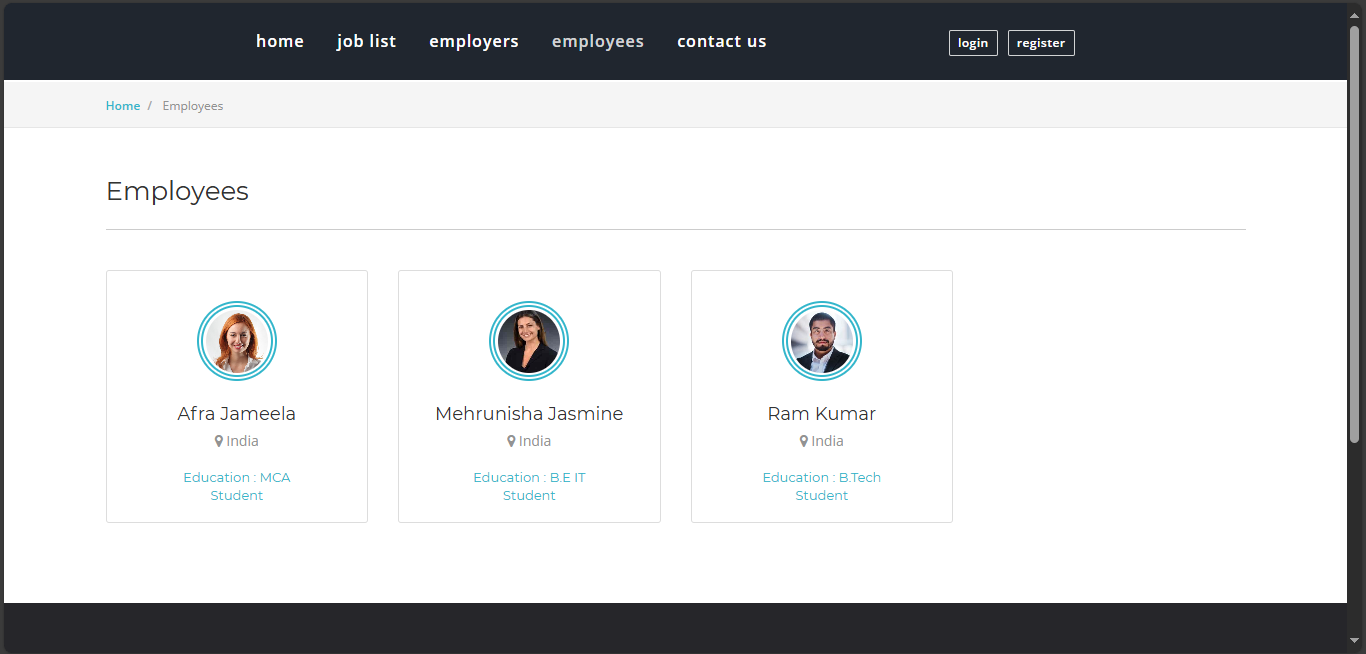 home job list employers employees contact us login register
Home / Employees
Employees
Afra Jameela
India
Education : MCA
Student
Mehrunisha Jasmine
India
Education : B.E IT
Student
Ram Kumar
India
Education : B.Tech
Student